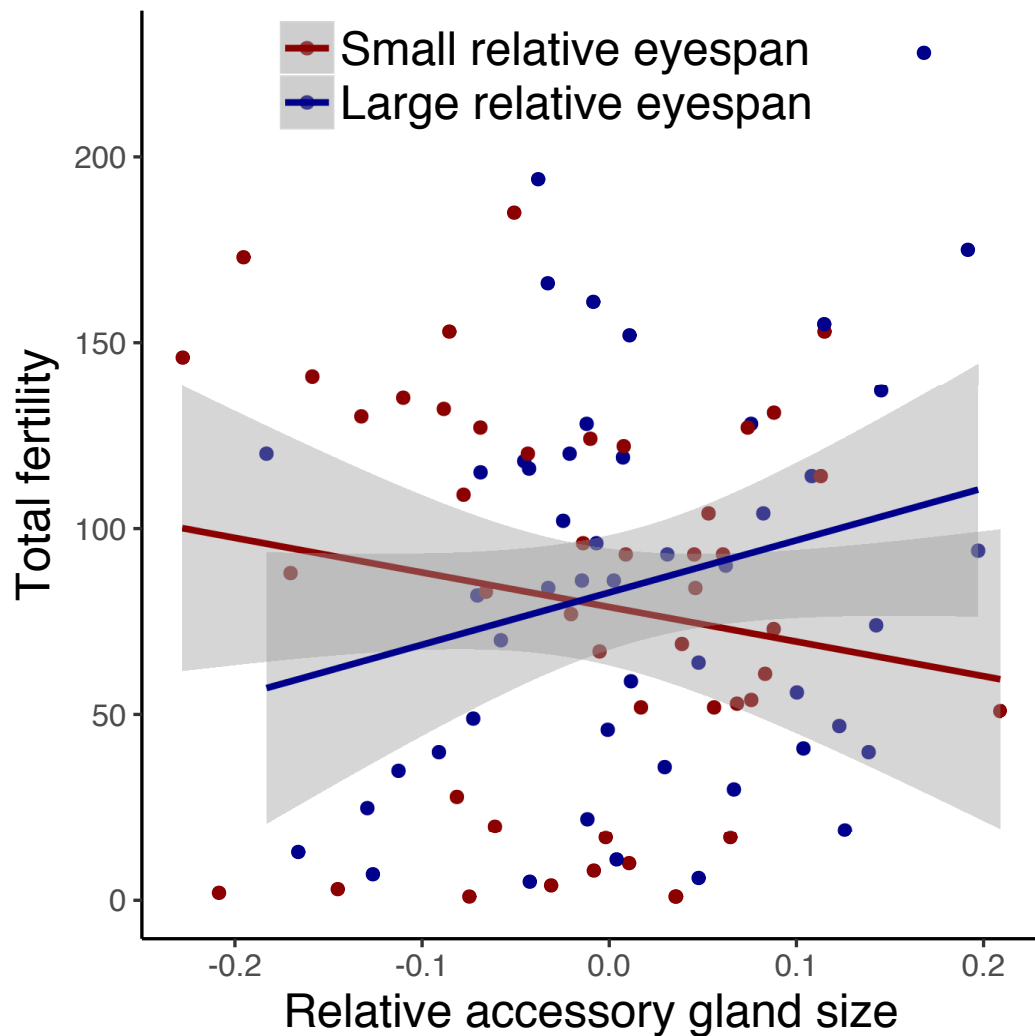 Small relative eyespan
Large relative eyespan
200
150
100
50
0
Total fertility
-0.2 -0.1 0.0 0.1 0.2
Relative accessory gland size